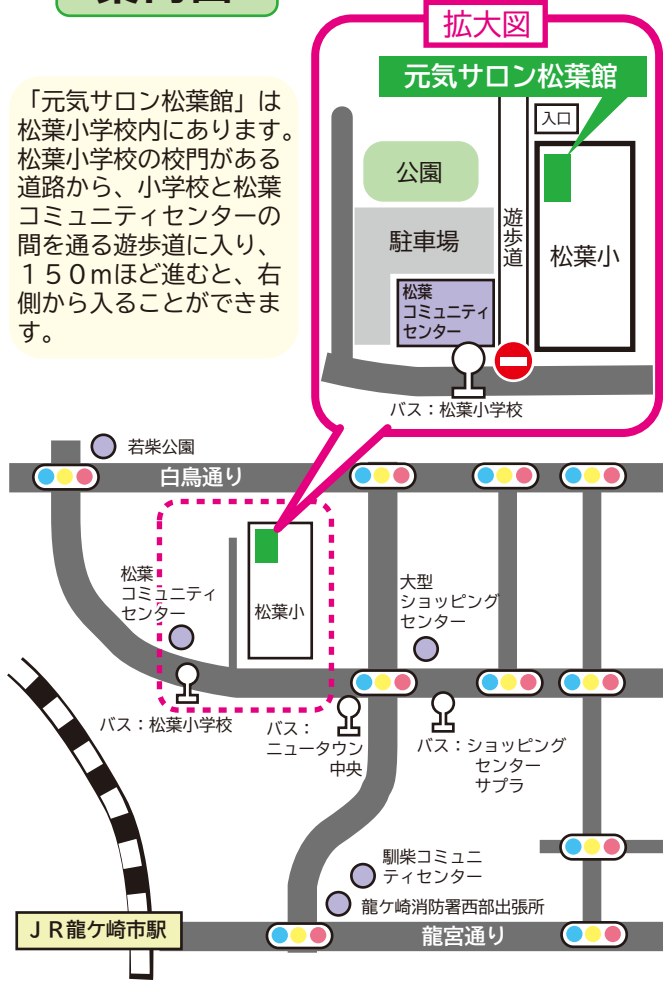 拡大図
元気サロン松葉館
「元気サロン松葉館」は
松葉小学校内にあります。
松葉小学校の校門がある
道路から、小学校と松葉
コミュニティセンターの
間を通る遊歩道に入り、
１５０ｍほど進むと、右
側から入ることができま
す。
入口
公園
駐車場
遊歩道
松葉小
松葉
コミュニティ
センター
バス：松葉小学校
若柴公園
白鳥通り
松葉
コミュニティ
センター
松葉小
大型
ショッピング
センター
バス：松葉小学校
バス：
ニュータウン
中央
バス：ショッピング
センター
サプラ
馴柴コミュニ
ティセンター
龍ケ崎消防署西部出張所
ＪＲ龍ケ崎市駅
龍宮通り